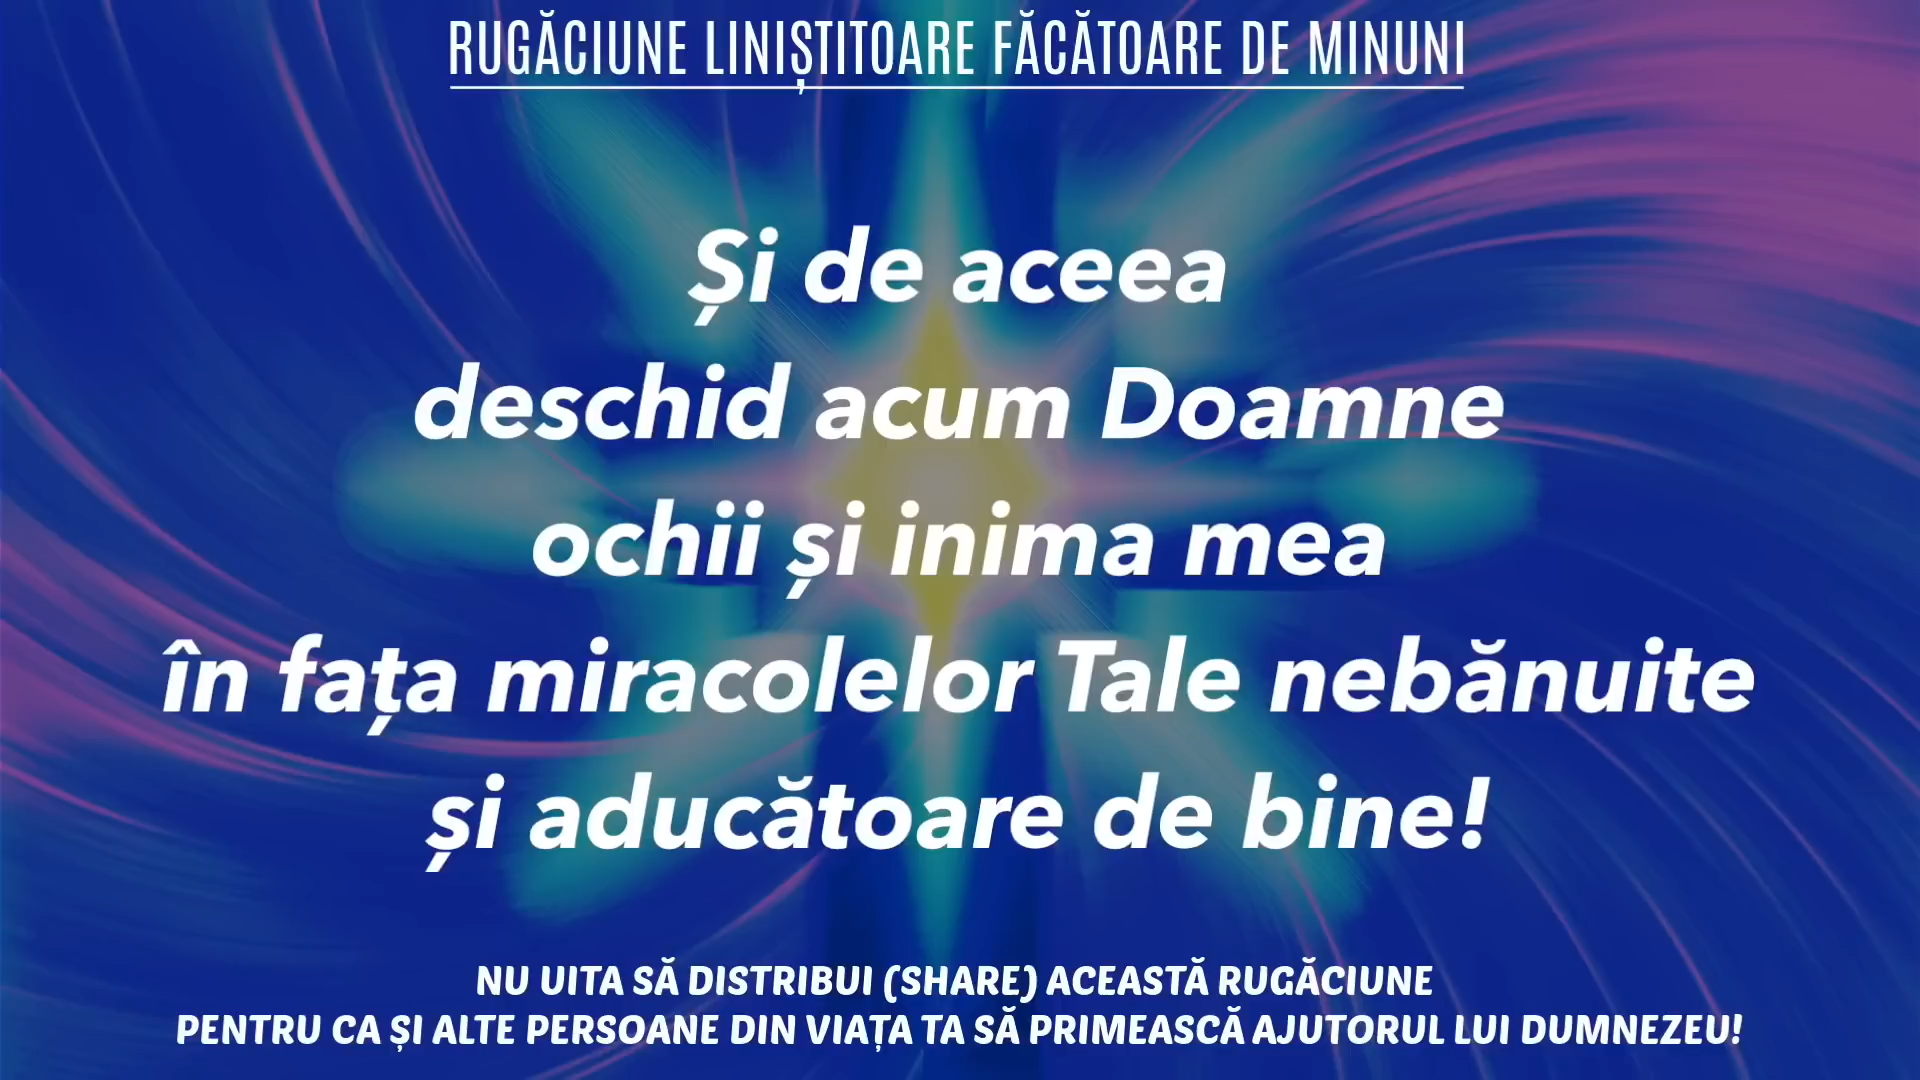 RUGĂCIUNE LINIȘTITOARE FĂCĂTOARE DE MINUNI
Și de aceea
deschid acum Doamne
ochii și inima mea
în fața miracolelor Tale nebănuite
și aducătoare de bine!
NU UITA SĂ DISTRIBUI (SHARE) ACEASTĂ RUGĂCIUNE
PENTRU CA ȘI ALTE PERSOANE DIN VIAȚA TA SĂ PRIMEASCĂ AJUTORUL LUI DUMNEZEU!